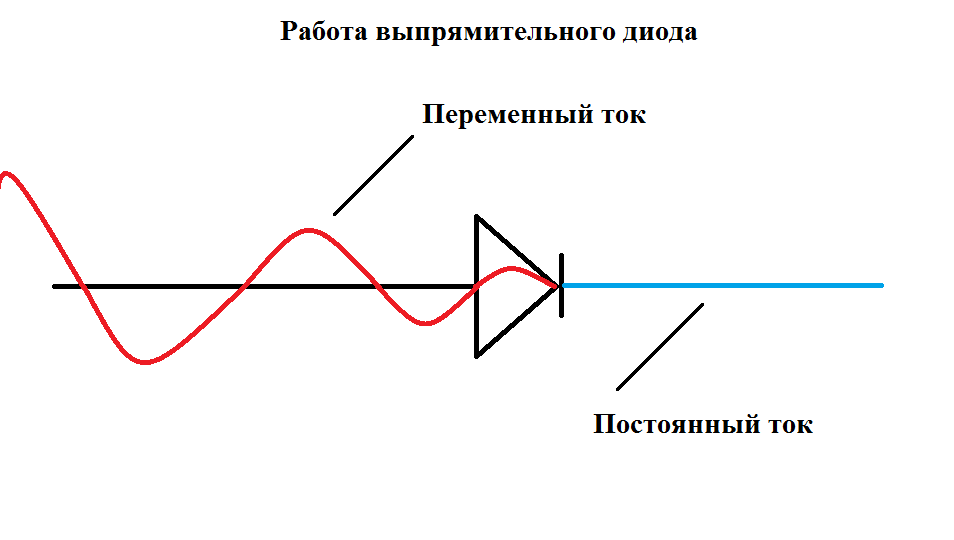 Работа выпрямительного диода
Переменный ток
Постоянный ток